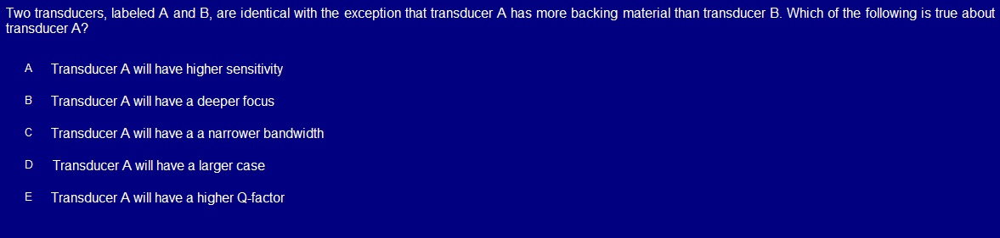 Two transducers, labeled A and B, are identical with the exception that transducer A has more backing material than transducer B. Which of the following is true about
transducer A?
A Transducer A will have higher sensitivity
B Transducer A will have a deeper focus
C Transducer A will have a a narrower bandwidth
D Transducer A will have a larger case
E Transducer A will have a higher Q-factor